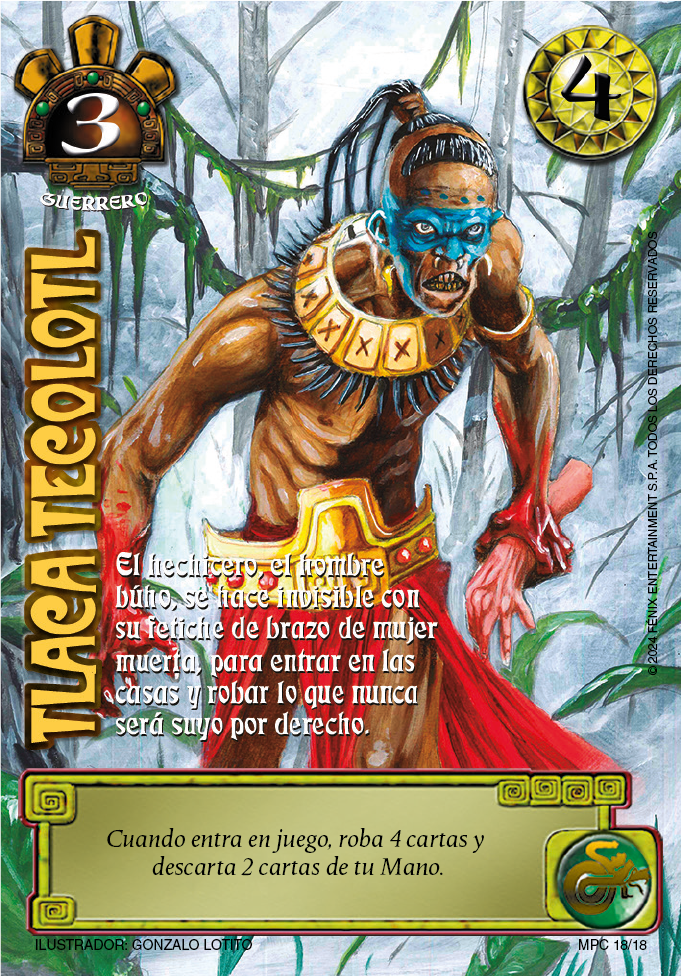 3
4
GUERRERO
TLACA TECOLOTL
El hechicero, el hombre
búho, se hace invisible con
su fetiche de brazo de mujer
muerta, para entrar en las
casas y robar lo que nunca
será suyo por derecho.
©2024 FÉNIX ENTERTAINMENT S.P.A. TODOS LOS DERECHOS RESERVADOS
Cuando entra en juego, roba 4 cartas y
descarta 2 cartas de tu Mano.
ILUSTRADOR: GONZALO LOTITO
MPC 18/18